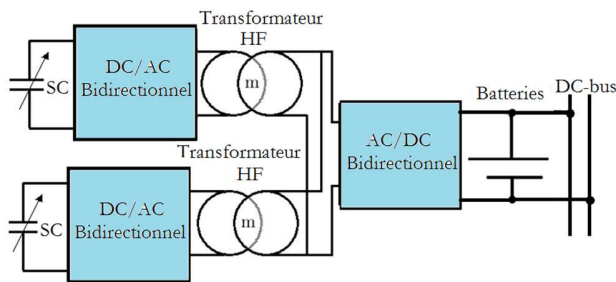 Transformateur
HF
DC/AC
Bidirectionnel
SC
m
Transformateur
HF
DC/AC
Bidirectionnel
SC
m
AC/DC
Bidirectionnel
Batteries
DC-bus